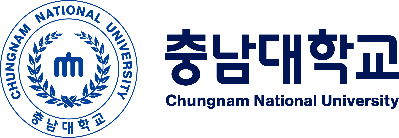 CHUNGNAM NATIONAL UNIVERSITY
충남대학교
충남대학교
Chungnam National University